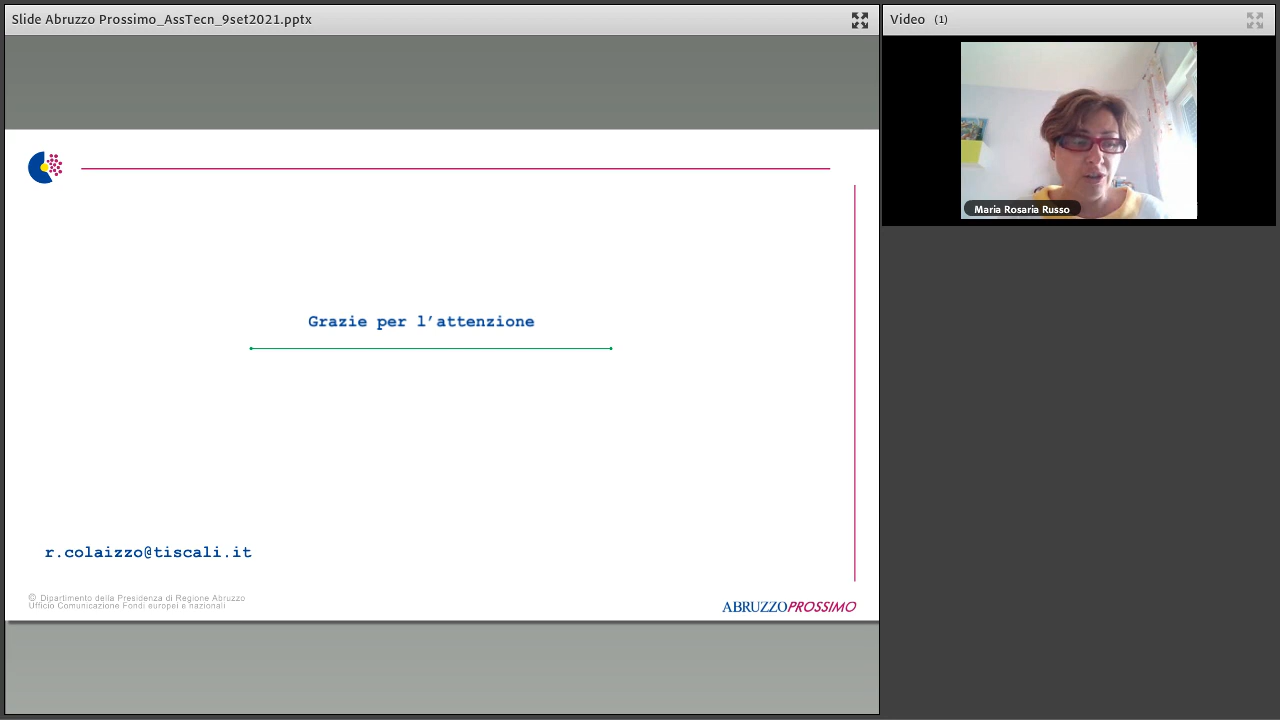 Slide Abruzzo Prossimo_AssTecn_9set2021.pptx
Video (1)
Maria Rosaria Russo
Grazie per l’attenzione
r.colaizzo@tiscali.it
© Dipartimento della Presidenza di Regione Abruzzo
Ufficio Comunicazione Fondi europei e nazionali
ABRUZZOPROSSIMO